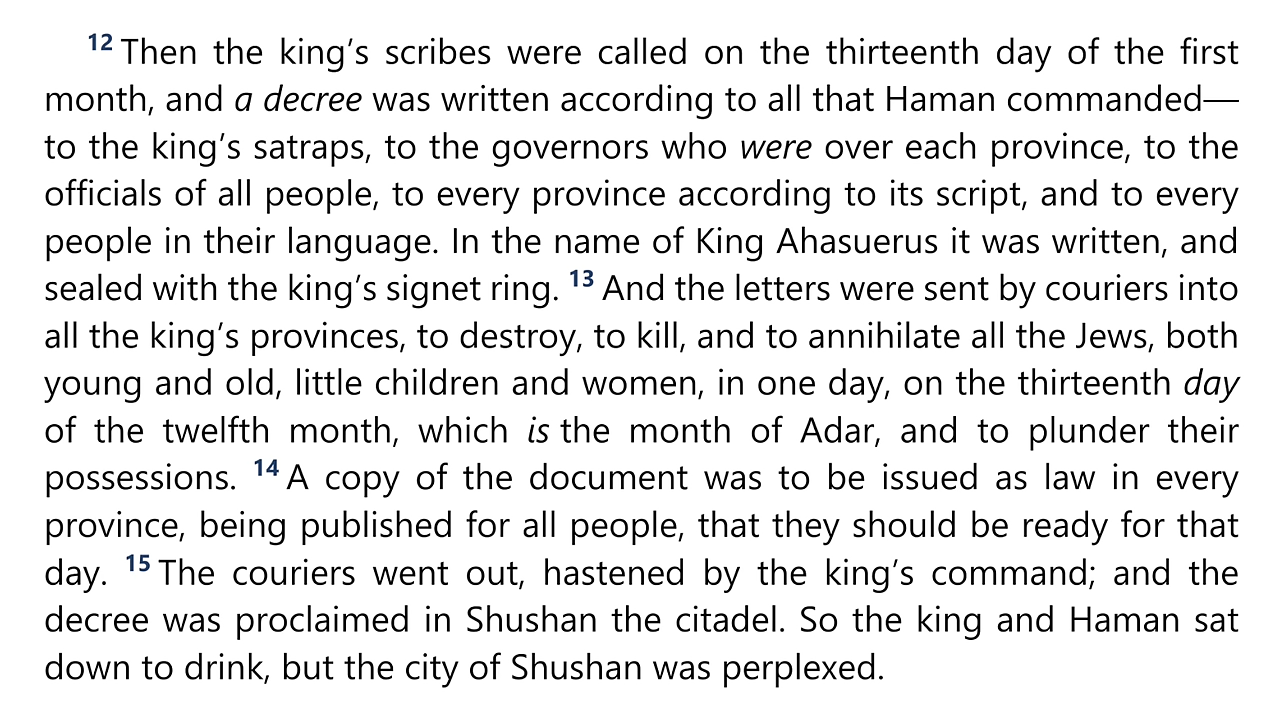 12 Then the king’s scribes were called on the thirteenth day of the first
month, and a decree was written according to all that Haman commanded—
to the king’s satraps, to the governors who were over each province, to the
officials of all people, to every province according to its script, and to every
people in their language. In the name of King Ahasuerus it was written, and
sealed with the king’s signet ring. 13 And the letters were sent by couriers into
all the king’s provinces, to destroy, to kill, and to annihilate all the Jews, both
young and old, little children and women, in one day, on the thirteenth day
of the twelfth month, which is the month of Adar, and to plunder their
possessions. 14 A copy of the document was to be issued as law in every
province, being published for all people, that they should be ready for that
day. 15 The couriers went out, hastened by the king’s command; and the
decree was proclaimed in Shushan the citadel. So the king and Haman sat
down to drink, but the city of Shushan was perplexed.